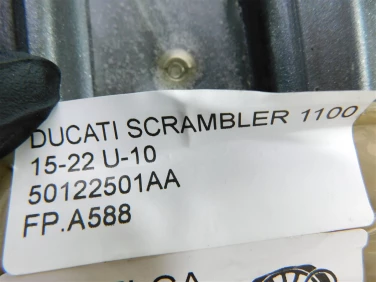 DUCATI SCRAMBLER 1100
15-22 U-10
50122501AA
FP.A588